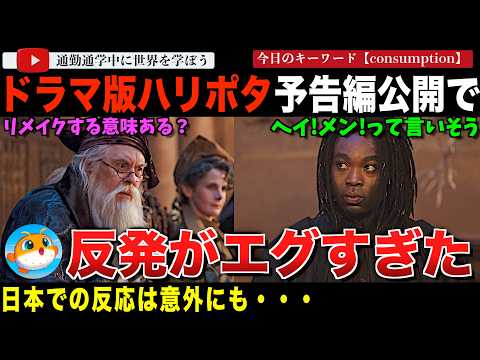 通勤通学中に世界を学ぼう
今日のキーワード【consumption】
ドラマ版ハリポタ予告編公開で
リメイクする意味ある？
ヘイ!メン!って言いそう
反発がエグすぎた
日本での反応は意外にも・・・